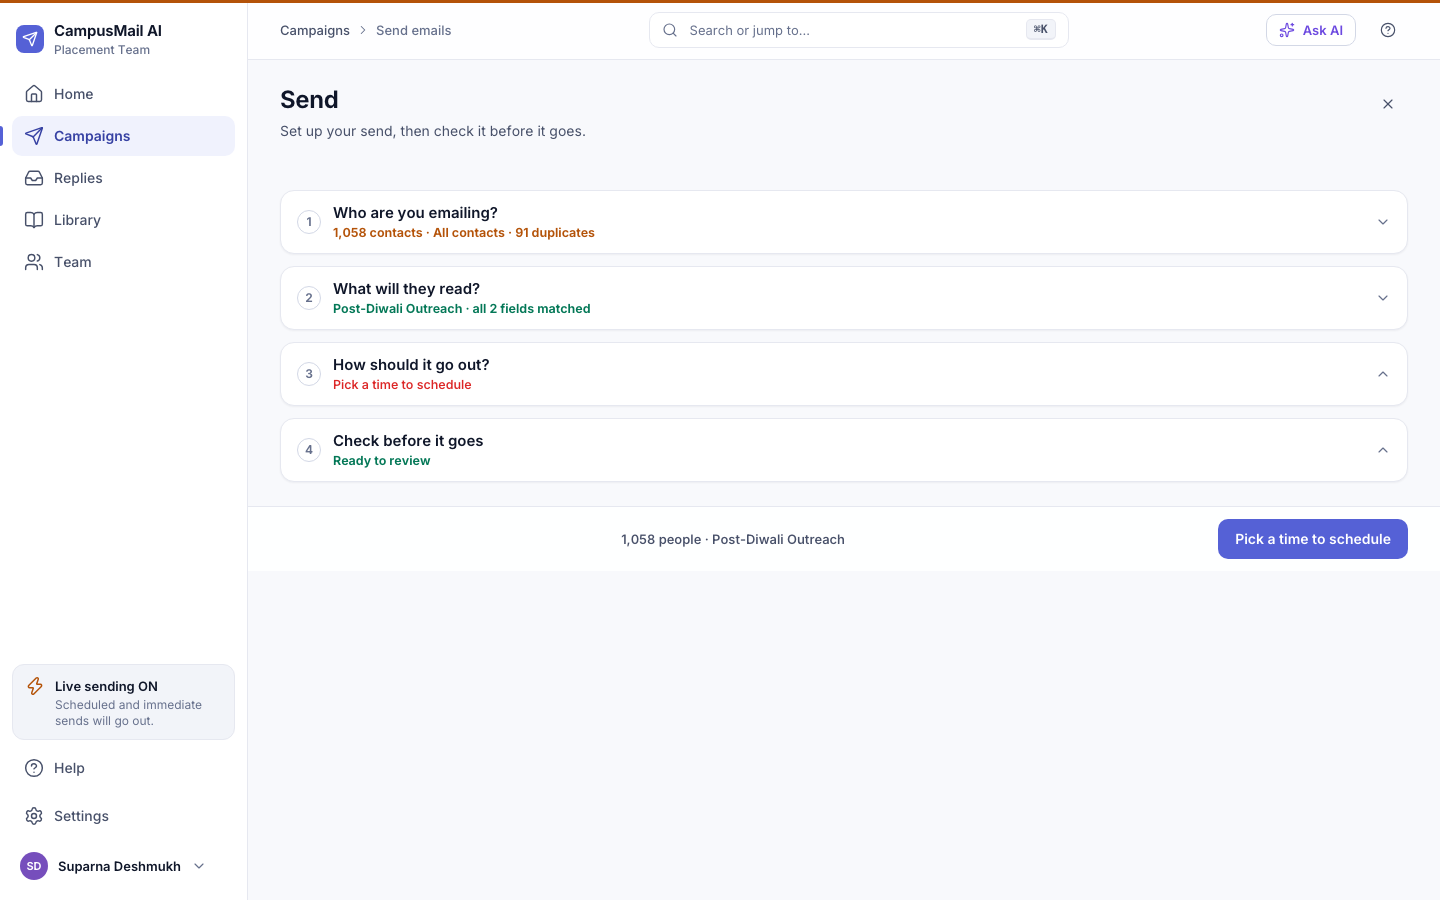 CampusMail AI
Placement Team
Home
Campaigns
Replies
Library
Team
Live sending ON
Scheduled and immediate
sends will go out.
Help
Settings
SD
Suparna Deshmukh
Campaigns
Send emails
Search or jump to...
⌘K
Ask AI
Send
Set up your send, then check it before it goes.
1
Who are you emailing?
1,058 contacts · All contacts · 91 duplicates
2
What will they read?
Post-Diwali Outreach · all 2 fields matched
3
How should it go out?
Pick a time to schedule
4
Check before it goes
Ready to review
1,058 people · Post-Diwali Outreach
Pick a time to schedule